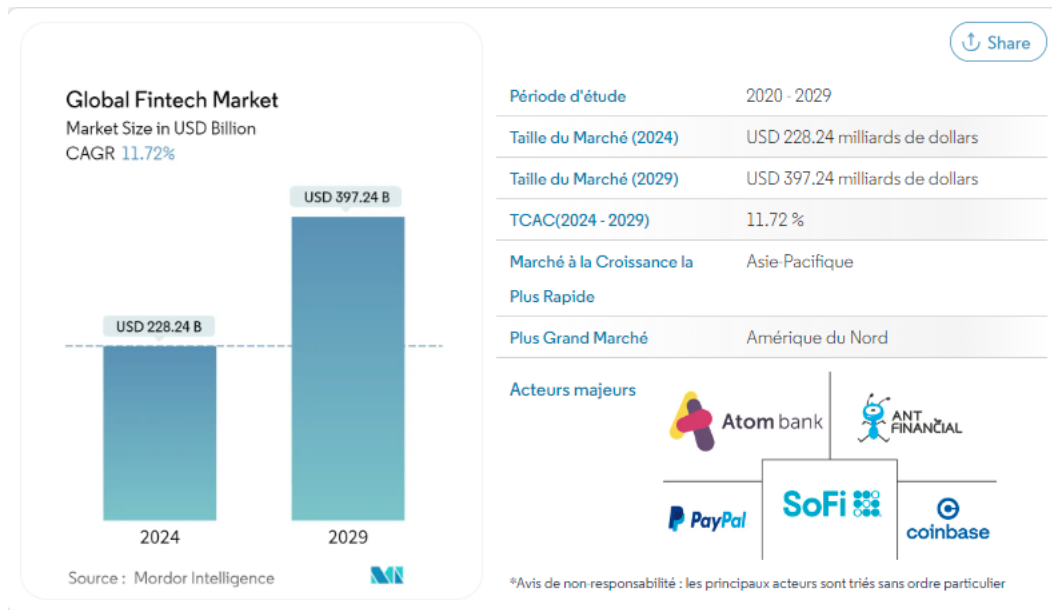 Share
Global Fintech Market
Market Size in USD Billion
CAGR 11.72%
USD 397.24 B
USD 228.24 B
2024
2029
Source : Mordor Intelligence
Période d'étude
2020 - 2029
Taille du Marché (2024)
USD 228.24 milliards de dollars
Taille du Marché (2029)
USD 397.24 milliards de dollars
TCAC(2024 - 2029)
11.72 %
Marché à la Croissance la
Plus Rapide
Asie-Pacifique
Plus Grand Marché
Amérique du Nord
Acteurs majeurs
Atom bank
ANT
FINANCIAL
PayPal
SoFi
coinbase
*Avis de non-responsabilité : les principaux acteurs sont triés sans ordre particulier